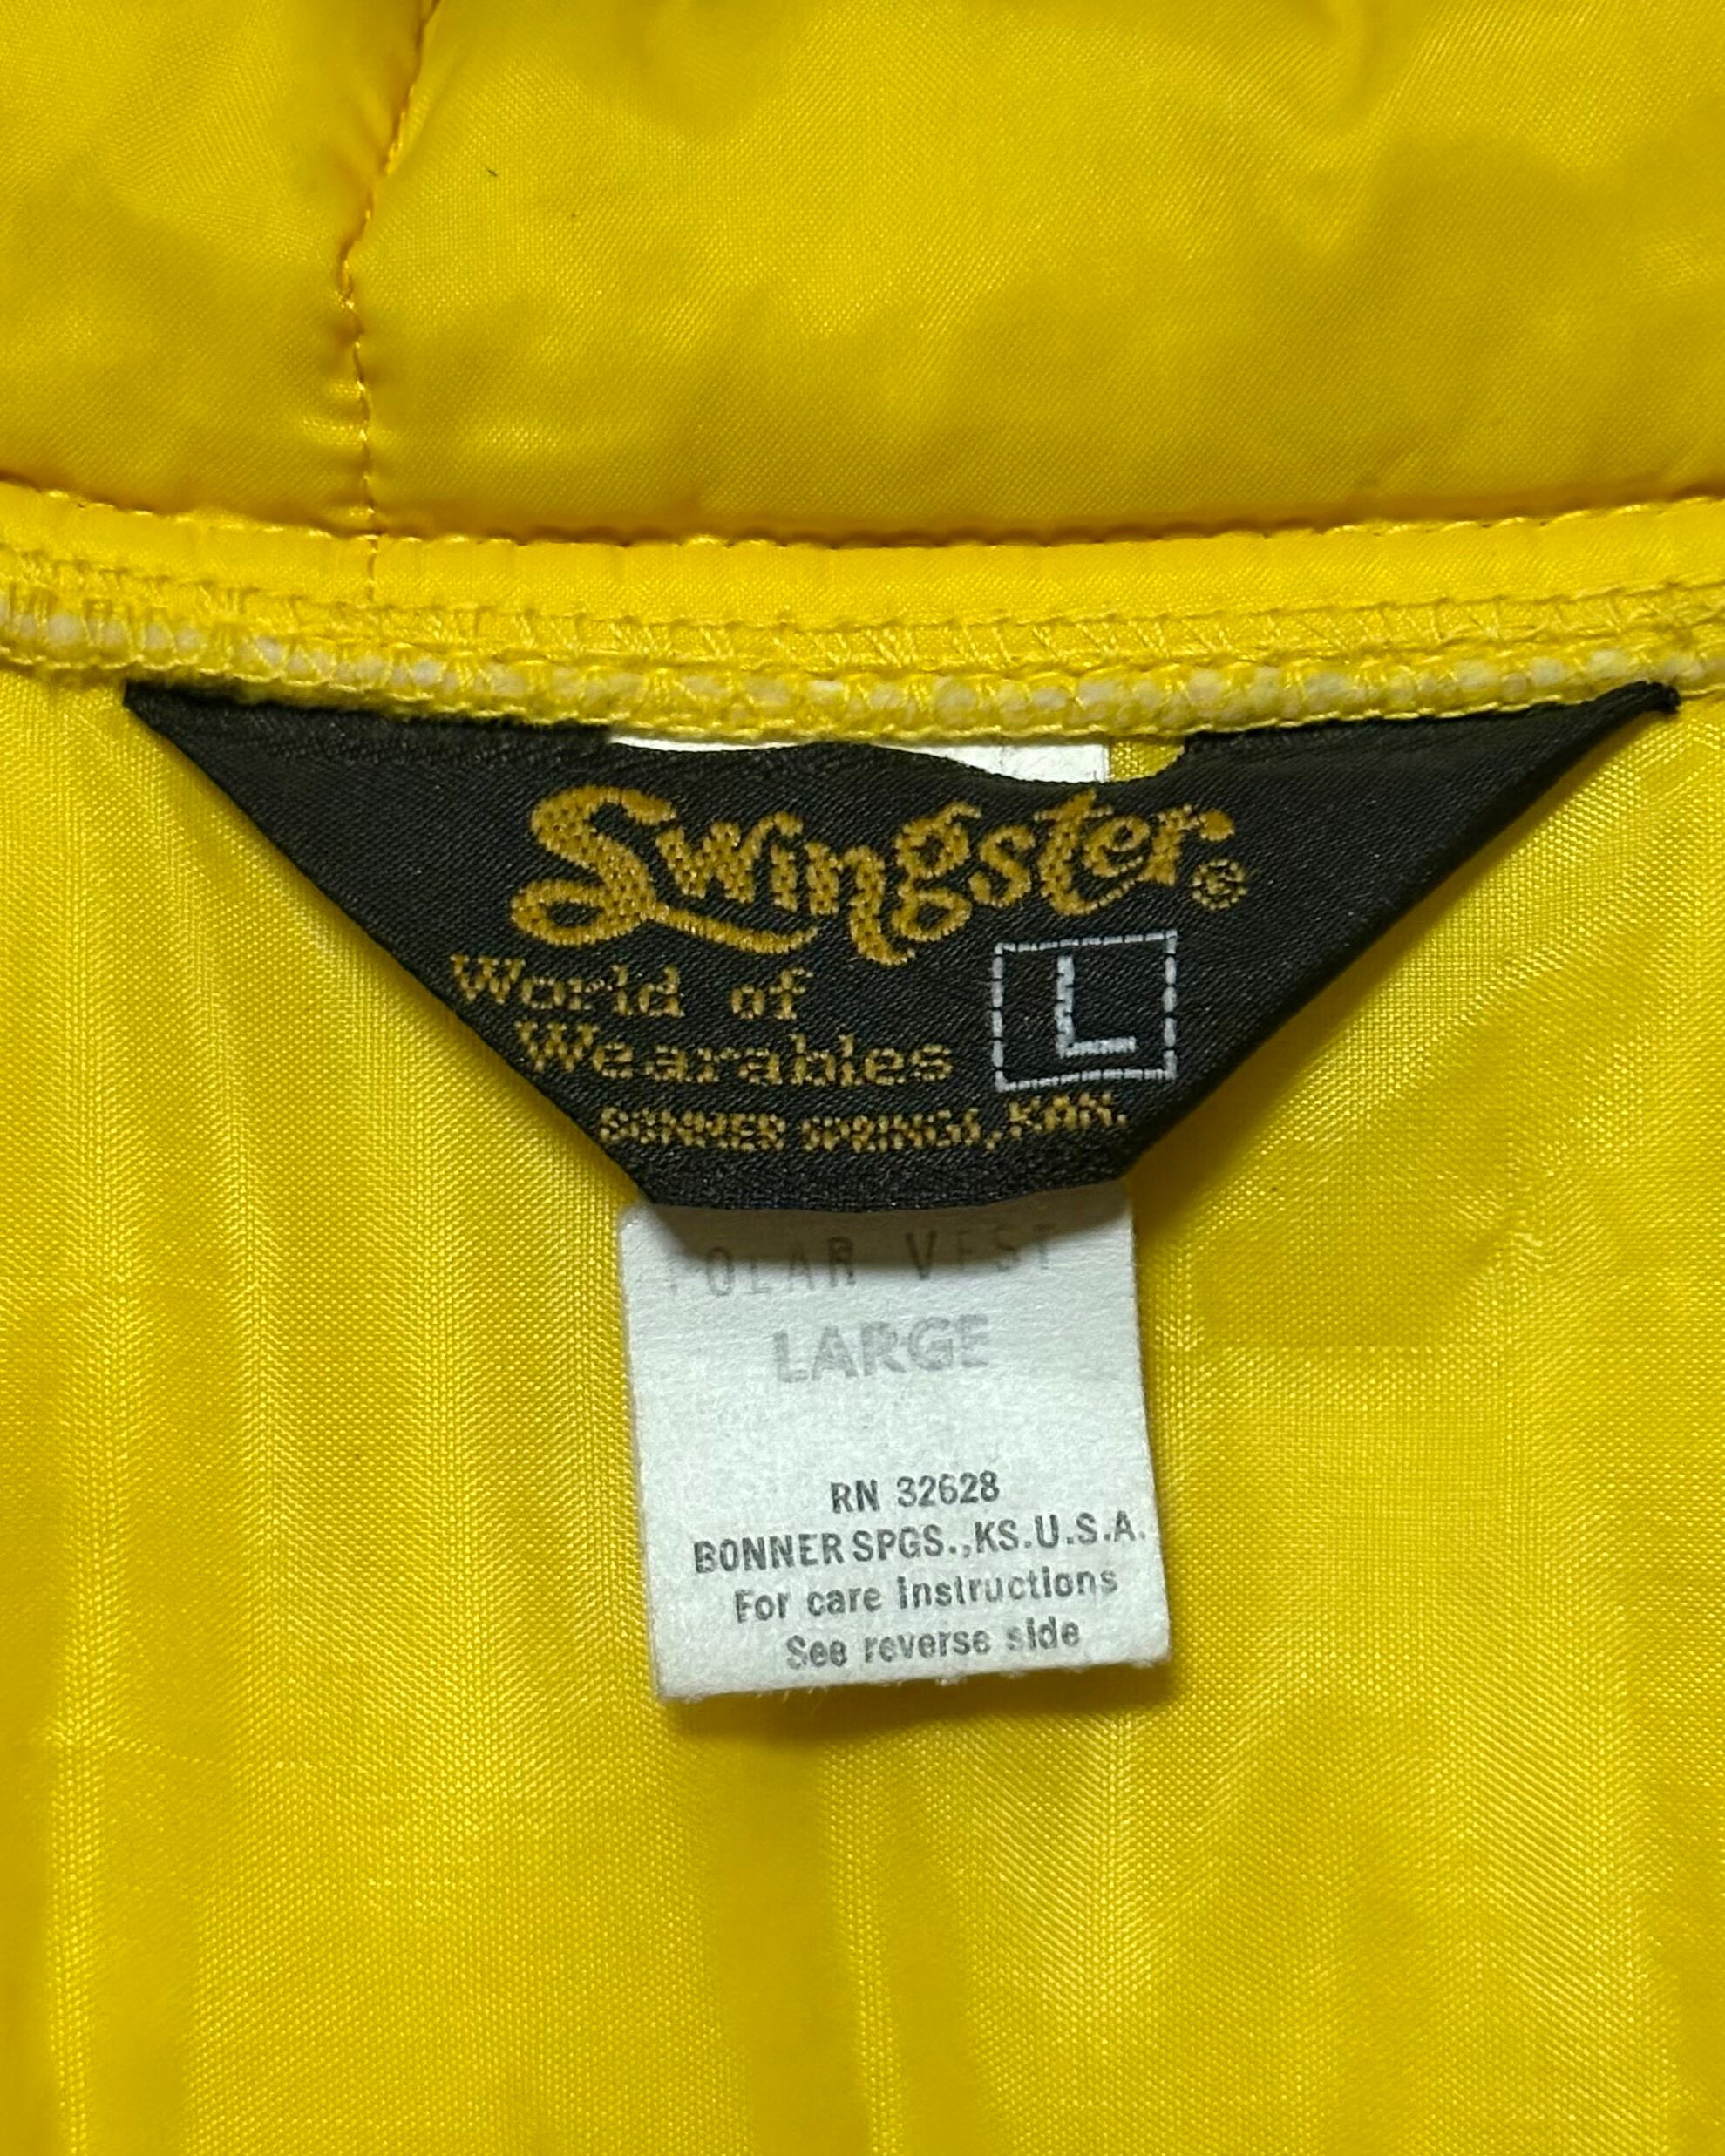 Swingster®
World of
Wearables
L
BONNER SPRINGS, KAN.
POLAR VEST
LARGE
RN 32628
BONNER SPGS.,KS.U.S.A.
For care instructions
See reverse side